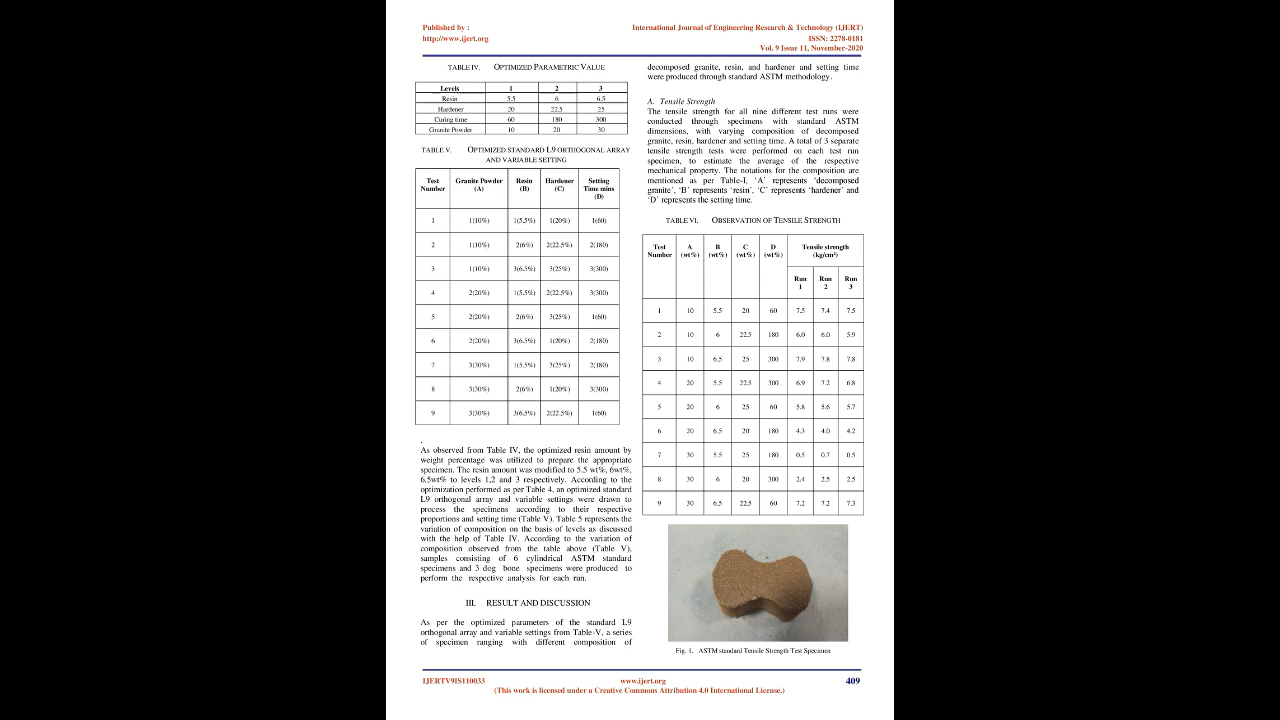 Published by :
International Journal of Engineering Research & Technology (IJERT)
http://www.ijert.org
ISSN: 2278-0181
Vol. 9 Issue 11, November-2020
TABLE IV. OPTIMIZED PARAMETRIC VALUE
Levels 1 2 3
Resin 5.5 6 6.5
Hardener 20 22.5 25
Curing time 60 180 300
Granite Powder 10 20 30
TABLE V. OPTIMIZED STANDARD L9 ORTHOGONAL ARRAY
AND VARIABLE SETTING
Test Granite Powder Resin Hardener Setting
Number (A) (B) (C) Time mins
(D)
1 1(10%) 1(5.5%) 1(20%) 1(60)
2 1(10%) 2(6%) 2(22.5%) 2(180)
3 1(10%) 3(6.5%) 3(25%) 3(300)
4 2(20%) 1(5.5%) 2(22.5%) 3(300)
5 2(20%) 2(6%) 3(25%) 1(60)
6 2(20%) 3(6.5%) 1(20%) 2(180)
7 3(30%) 1(5.5%) 3(25%) 2(180)
8 3(30%) 2(6%) 1(20%) 3(300)
9 3(30%) 3(6.5%) 2(22.5%) 1(60)
.
As observed from Table IV, the optimized resin amount by
weight percentage was utilized to prepare the appropriate
specimen. The resin amount was modified to 5.5 wt%, 6wt%,
6.5wt% to levels 1,2 and 3 respectively. According to the
optimization performed as per Table 4, an optimized standard
L9 orthogonal array and variable settings were drawn to
process the specimens according to their respective
proportions and setting time (Table V). Table 5 represents the
variation of composition on the basis of levels as discussed
with the help of Table IV. According to the variation of
composition observed from the table above (Table V),
samples consisting of 6 cylindrical ASTM standard
specimens and 3 dog bone specimens were produced to
perform the respective analysis for each run.
III. RESULT AND DISCUSSION
As per the optimized parameters of the standard L9
orthogonal array and variable settings from Table-V, a series
of specimen ranging with different composition of
decomposed granite, resin, and hardener and setting time
were produced through standard ASTM methodology.
A. Tensile Strength
The tensile strength for all nine different test runs were
conducted through specimens with standard ASTM
dimensions, with varying composition of decomposed
granite, resin, hardener and setting time. A total of 3 separate
tensile strength tests were performed on each test run
specimen, to estimate the average of the respective
mechanical property. The notations for the composition are
mentioned as per Table-I, ‘A’ represents ‘decomposed
granite’, ‘B’ represents ‘resin’, ‘C’ represents ‘hardener’ and
‘D’ represents the setting time.
TABLE VI. OBSERVATION OF TENSILE STRENGTH
Test A B C D Tensile strength
Number (wt%) (wt%) (wt%) (wt%) (kg/cm²)
Run Run Run
1 2 3
1 10 5.5 20 60 7.5 7.4 7.5
2 10 6 22.5 180 6.0 6.0 5.9
3 10 6.5 25 300 7.9 7.8 7.8
4 20 5.5 22.5 300 6.9 7.2 6.8
5 20 6 25 60 5.8 5.6 5.7
6 20 6.5 20 180 4.3 4.0 4.2
7 30 5.5 25 180 0.5 0.7 0.5
8 30 6 20 300 2.4 2.5 2.5
9 30 6.5 22.5 60 7.2 7.2 7.3
Fig. 1. ASTM standard Tensile Strength Test Specimen
IJERTV9IS110033
www.ijert.org
409
(This work is licensed under a Creative Commons Attribution 4.0 International License.)